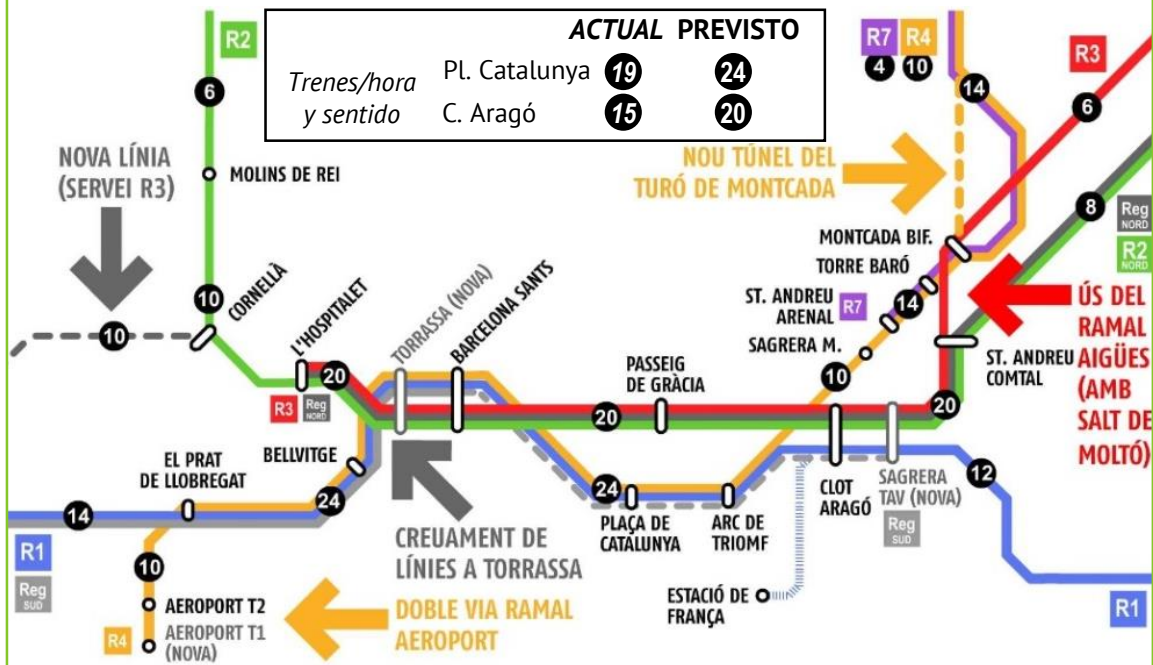 ACTUAL PREVISTO
Trenes/hora
y sentido
Pl. Catalunya 19 24
C. Aragó 15 20
R2
6
MOLINS DE REI
NOVA LÍNIA
(SERVEI R3)
10
10
CORNELLÀ
L'HOSPITALET
20
R3
Reg
NORD
TORRASSA (NOVA)
BARCELONA SANTS
PASSEIG
DE GRÀCIA
20
R7 R4
4 10
14
R3
6
NOU TÚNEL DEL
TURÓ DE MONTCADA
8
Reg
NORD
R2
NORD
MONTCADA BIF.
TORRE BARÓ
ST. ANDREU
ARENAL
R7
14
SAGRERA M.
10
ÚS DEL
RAMAL
AIGÜES
(AMB
SALT DE
MOLTÓ)
ST. ANDREU
COMTAL
20
EL PRAT
DE LLOBREGAT
BELLVITGE
24
14
R1
Reg
SUD
10
AEROPORT T2
R4
AEROPORT T1
(NOVA)
CREUAMENT DE
LÍNIES A TORRASSA
DOBLE VIA RAMAL
AEROPORT
24
PLAÇA DE
CATALUNYA
ARC DE
TRIOMF
CLOT
ARAGÓ
SAGRERA
TAV (NOVA)
Reg
SUD
12
ESTACIÓ DE
FRANÇA
R1